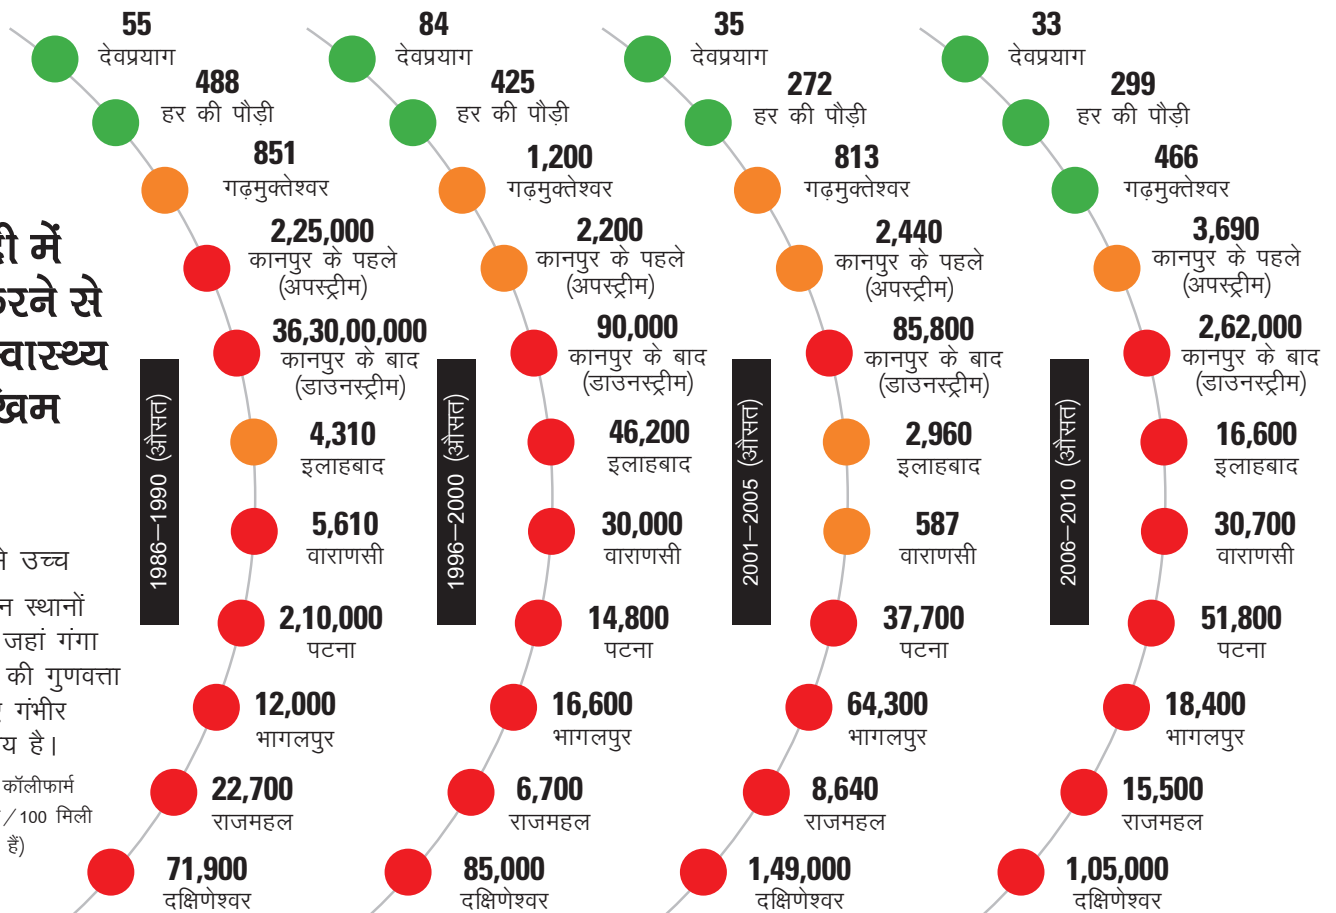 55
देवप्रयाग
488
हर की पौड़ी
851
गढ़मुक्तेश्वर
2,25,000
कानपुर के पहले
(अपस्ट्रीम)
36,30,00,000
कानपुर के बाद
(डाउनस्ट्रीम)
4,310
इलाहबाद
5,610
वाराणसी
2,10,000
पटना
12,000
भागलपुर
22,700
राजमहल
71,900
दक्षिणेश्वर
1986–1990 (औसत)
84
देवप्रयाग
425
हर की पौड़ी
1,200
गढ़मुक्तेश्वर
2,200
कानपुर के पहले
(अपस्ट्रीम)
90,000
कानपुर के बाद
(डाउनस्ट्रीम)
46,200
इलाहबाद
30,000
वाराणसी
14,800
पटना
16,600
भागलपुर
6,700
राजमहल
85,000
दक्षिणेश्वर
1996–2000 (औसत)
35
देवप्रयाग
272
हर की पौड़ी
813
गढ़मुक्तेश्वर
2,440
कानपुर के पहले
(अपस्ट्रीम)
85,800
कानपुर के बाद
(डाउनस्ट्रीम)
2,960
इलाहबाद
587
वाराणसी
37,700
पटना
64,300
भागलपुर
8,640
राजमहल
1,49,000
दक्षिणेश्वर
2001–2005 (औसत)
33
देवप्रयाग
299
हर की पौड़ी
466
गढ़मुक्तेश्वर
3,690
कानपुर के पहले
(अपस्ट्रीम)
2,62,000
कानपुर के बाद
(डाउनस्ट्रीम)
16,600
इलाहबाद
30,700
वाराणसी
51,800
पटना
18,400
भागलपुर
15,500
राजमहल
1,05,000
दक्षिणेश्वर
2006–2010 (औसत)
में
से
उच्च
स्थानों
जहां गंगा
की गुणवत्ता
गंभीर
है।
कॉलीफार्म
/100 मिली
हैं)